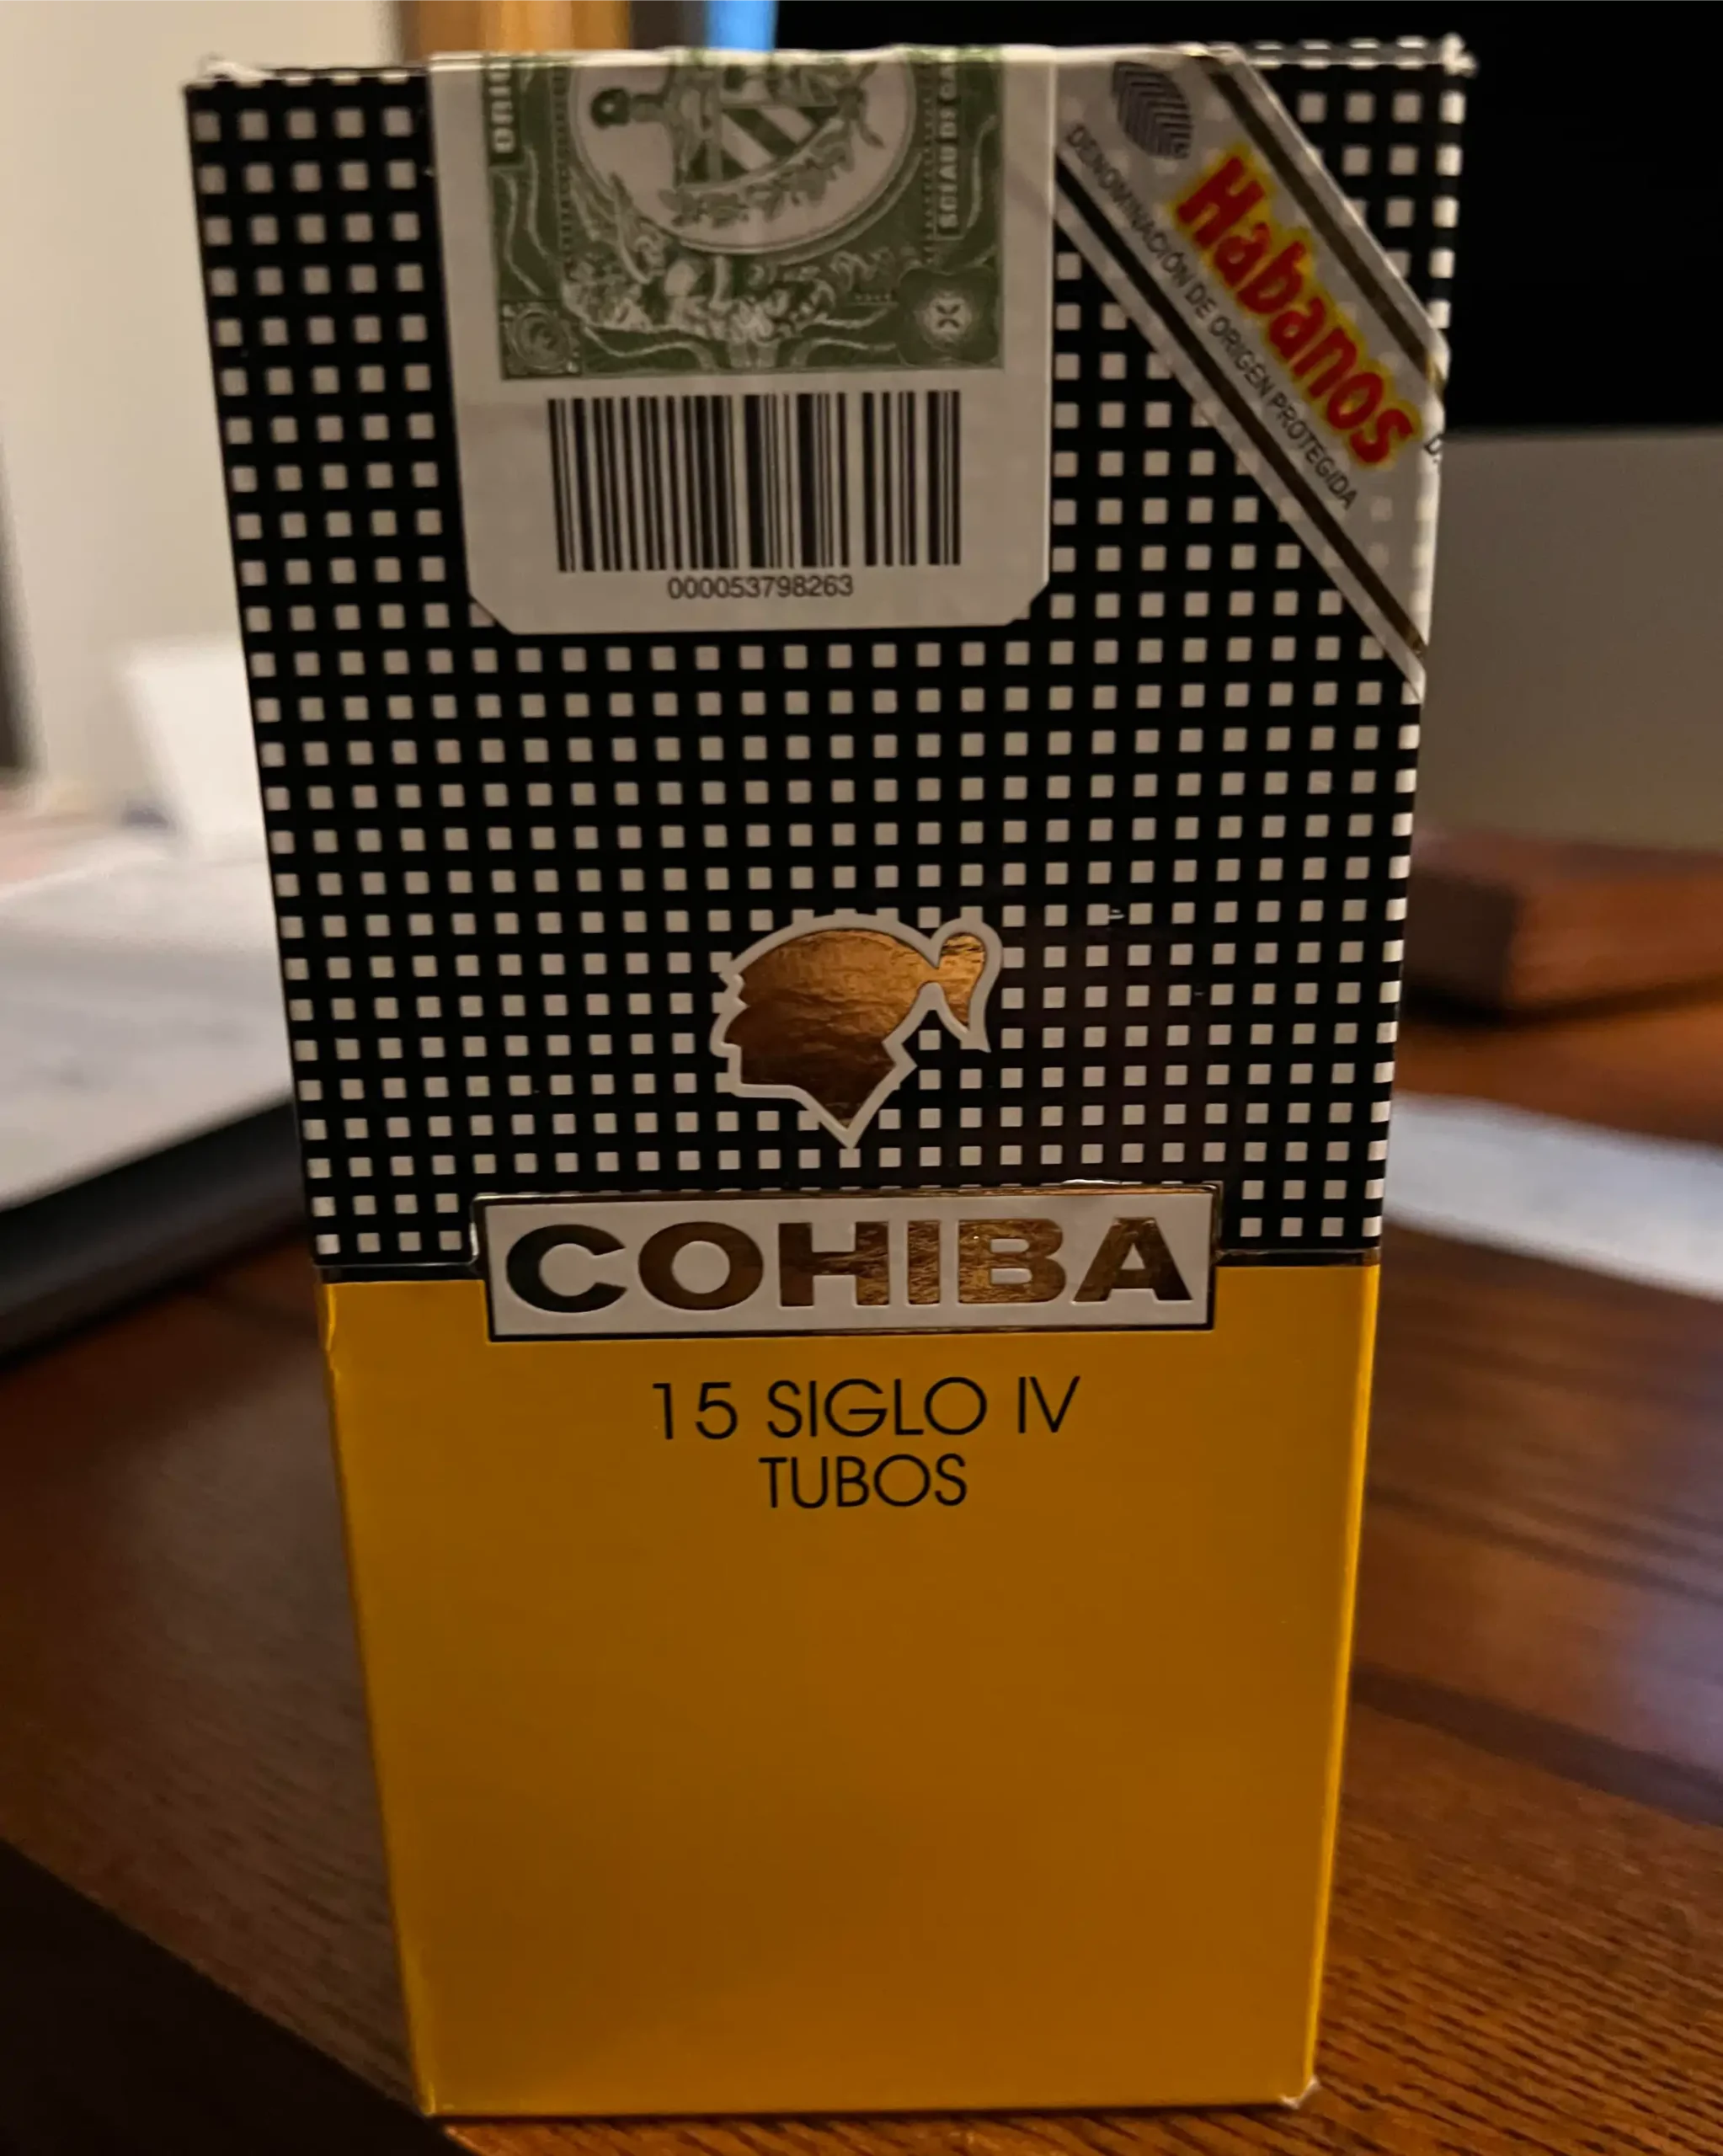 Habanos
DENOMINACIÓN DE ORIGEN PROTEGIDA
000053798263
COHIBA
15 SIGLO IV
TUBOS